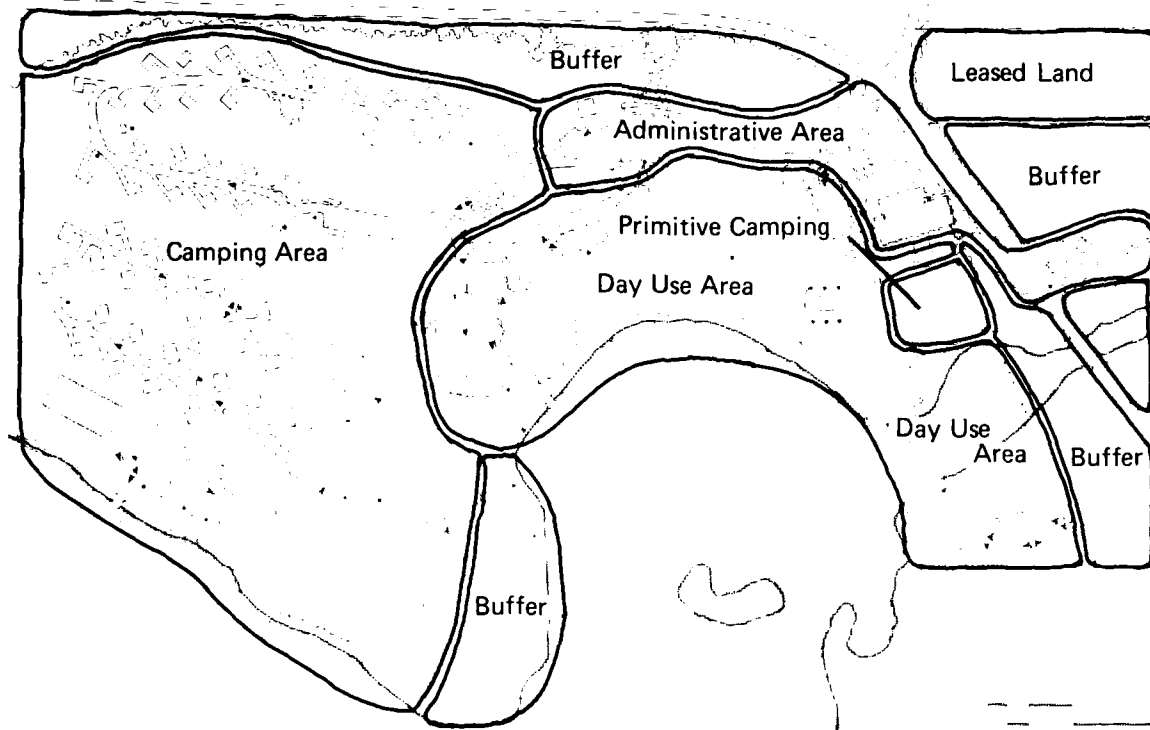 Buffer
Leased Land
Administrative Area
Buffer
Primitive Camping
Camping Area
Day Use Area
Day Use
Area
Buffer
Buffer